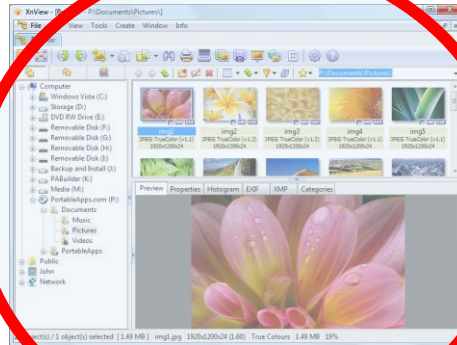 XnView - [B P:\Documents\Pictures\]
File View Tools Create Window Info
P:\Documents\Pictures\
Computer
Windows Vista (C:)
Storage (D:)
DVD RW Drive (E:)
Removable Disk (F:)
Removable Disk (G:)
Removable Disk (H:)
Removable Disk (I:)
Backup and Install (J:)
PABuilder (K:)
Media (M:)
PortableApps.com (P:)
Documents
Music
Pictures
Videos
PortableApps
Public
John
Network
img1 img2 img3 img4 img5
JPEG TrueColor (v1.1) JPEG TrueColor (v1.2) JPEG TrueColor (v1.2) JPEG TrueColor (v1.2) JPEG TrueColor (v1.1)
1920x1200x24 1920x1200x24 1920x1200x24 1920x1200x24 1920x1200x24
Preview Properties Histogram EXIF XMP Categories
object(s) / 1 object(s) selected [1.49 MB] img1.jpg 1920x1200x24 (1.60) True Colours 1.49 MB 19%